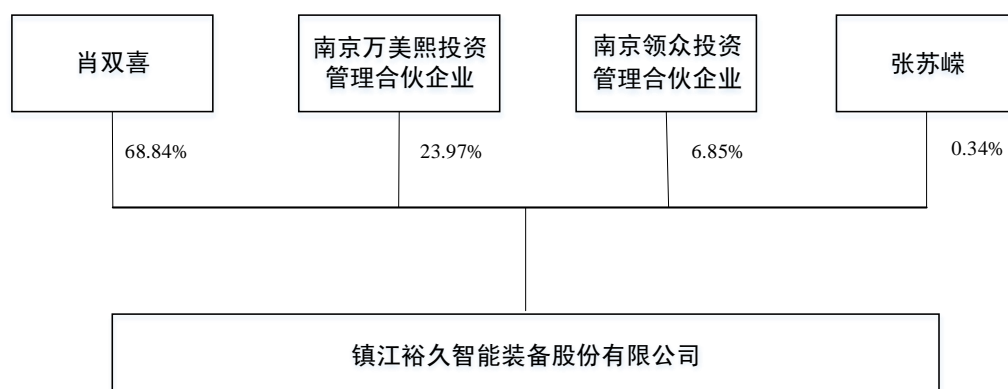 肖双喜
南京万美熙投资
管理合伙企业
南京领众投资
管理合伙企业
张苏嵘
68.84%
23.97%
6.85%
0.34%
镇江裕久智能装备股份有限公司